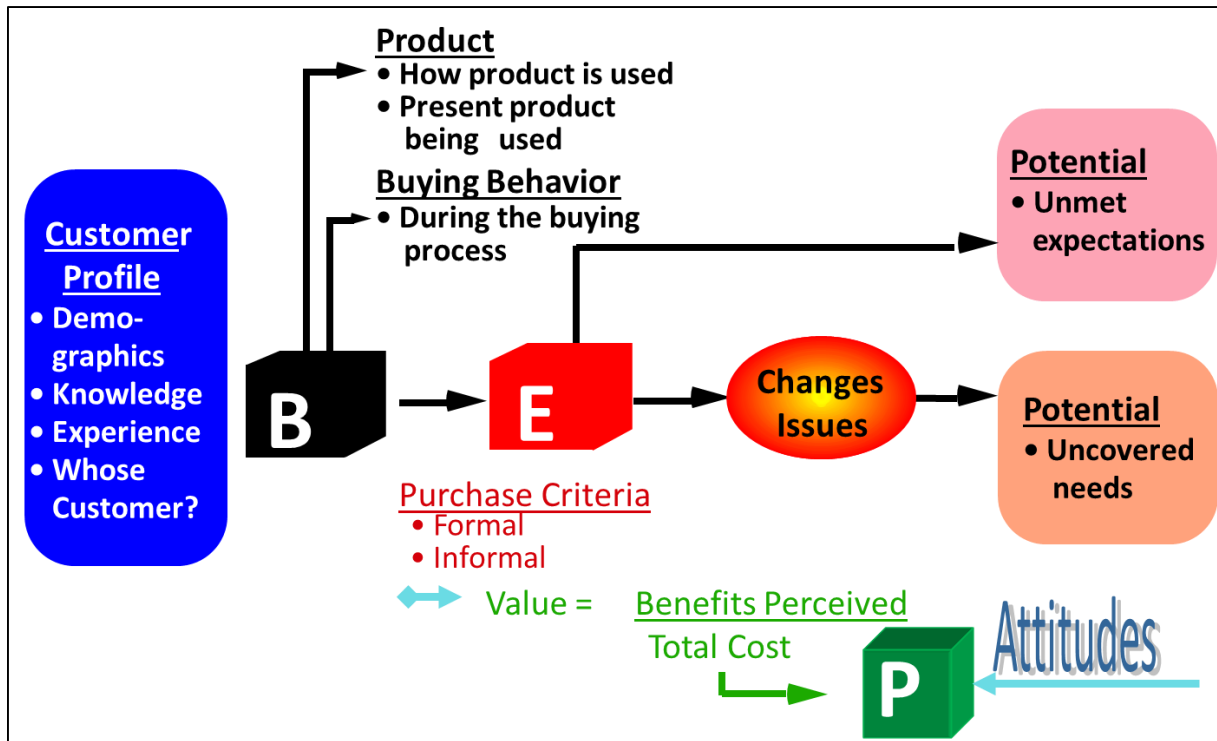 Product
• How product is used
• Present product
being used
Buying Behavior
• During the buying
process
Customer
Profile
• Demo-
graphics
• Knowledge
• Experience
• Whose
Customer?
B
E
Changes
Issues
Potential
• Unmet
expectations
Potential
• Uncovered
needs
Purchase Criteria
• Formal
• Informal
Value = Benefits Perceived
Total Cost
P
Attitudes